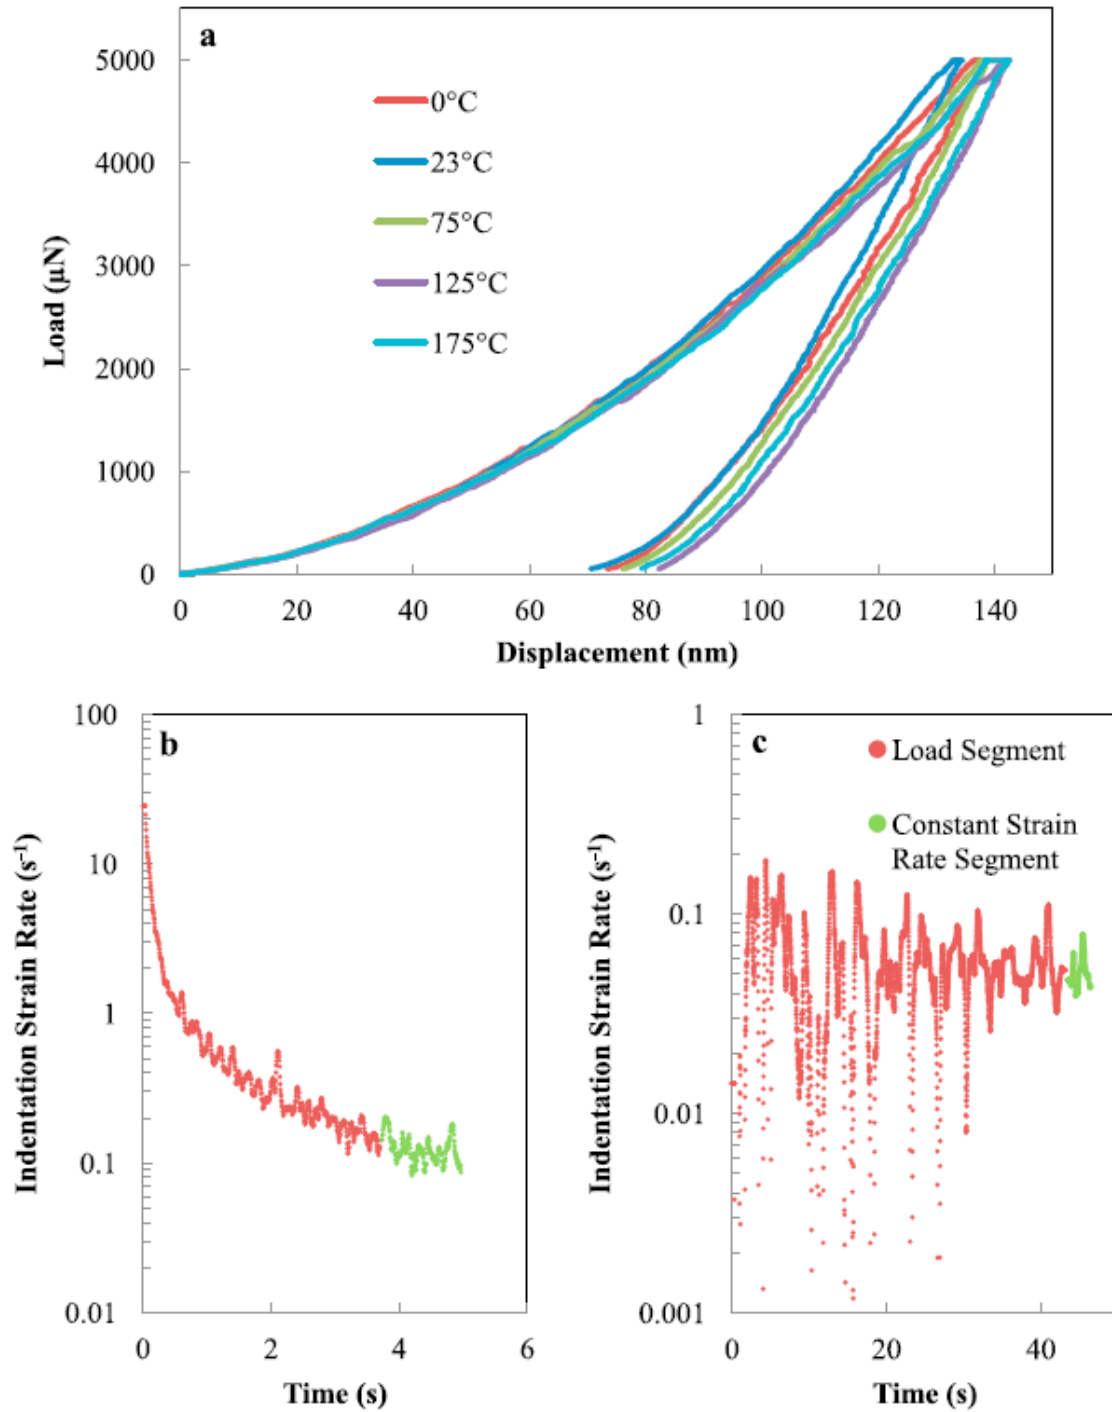 a
5000
4000
3000
2000
1000
0
Load (µN)
0°C
23°C
75°C
125°C
175°C
0 20 40 60 80 100 120 140
Displacement (nm)
b
100
10
1
0.1
0.01
Indentation Strain Rate (s⁻¹)
0 2 4 6
Time (s)
c
1
0.1
0.01
0.001
Indentation Strain Rate (s⁻¹)
Load Segment
Constant Strain
Rate Segment
0 20 40
Time (s)